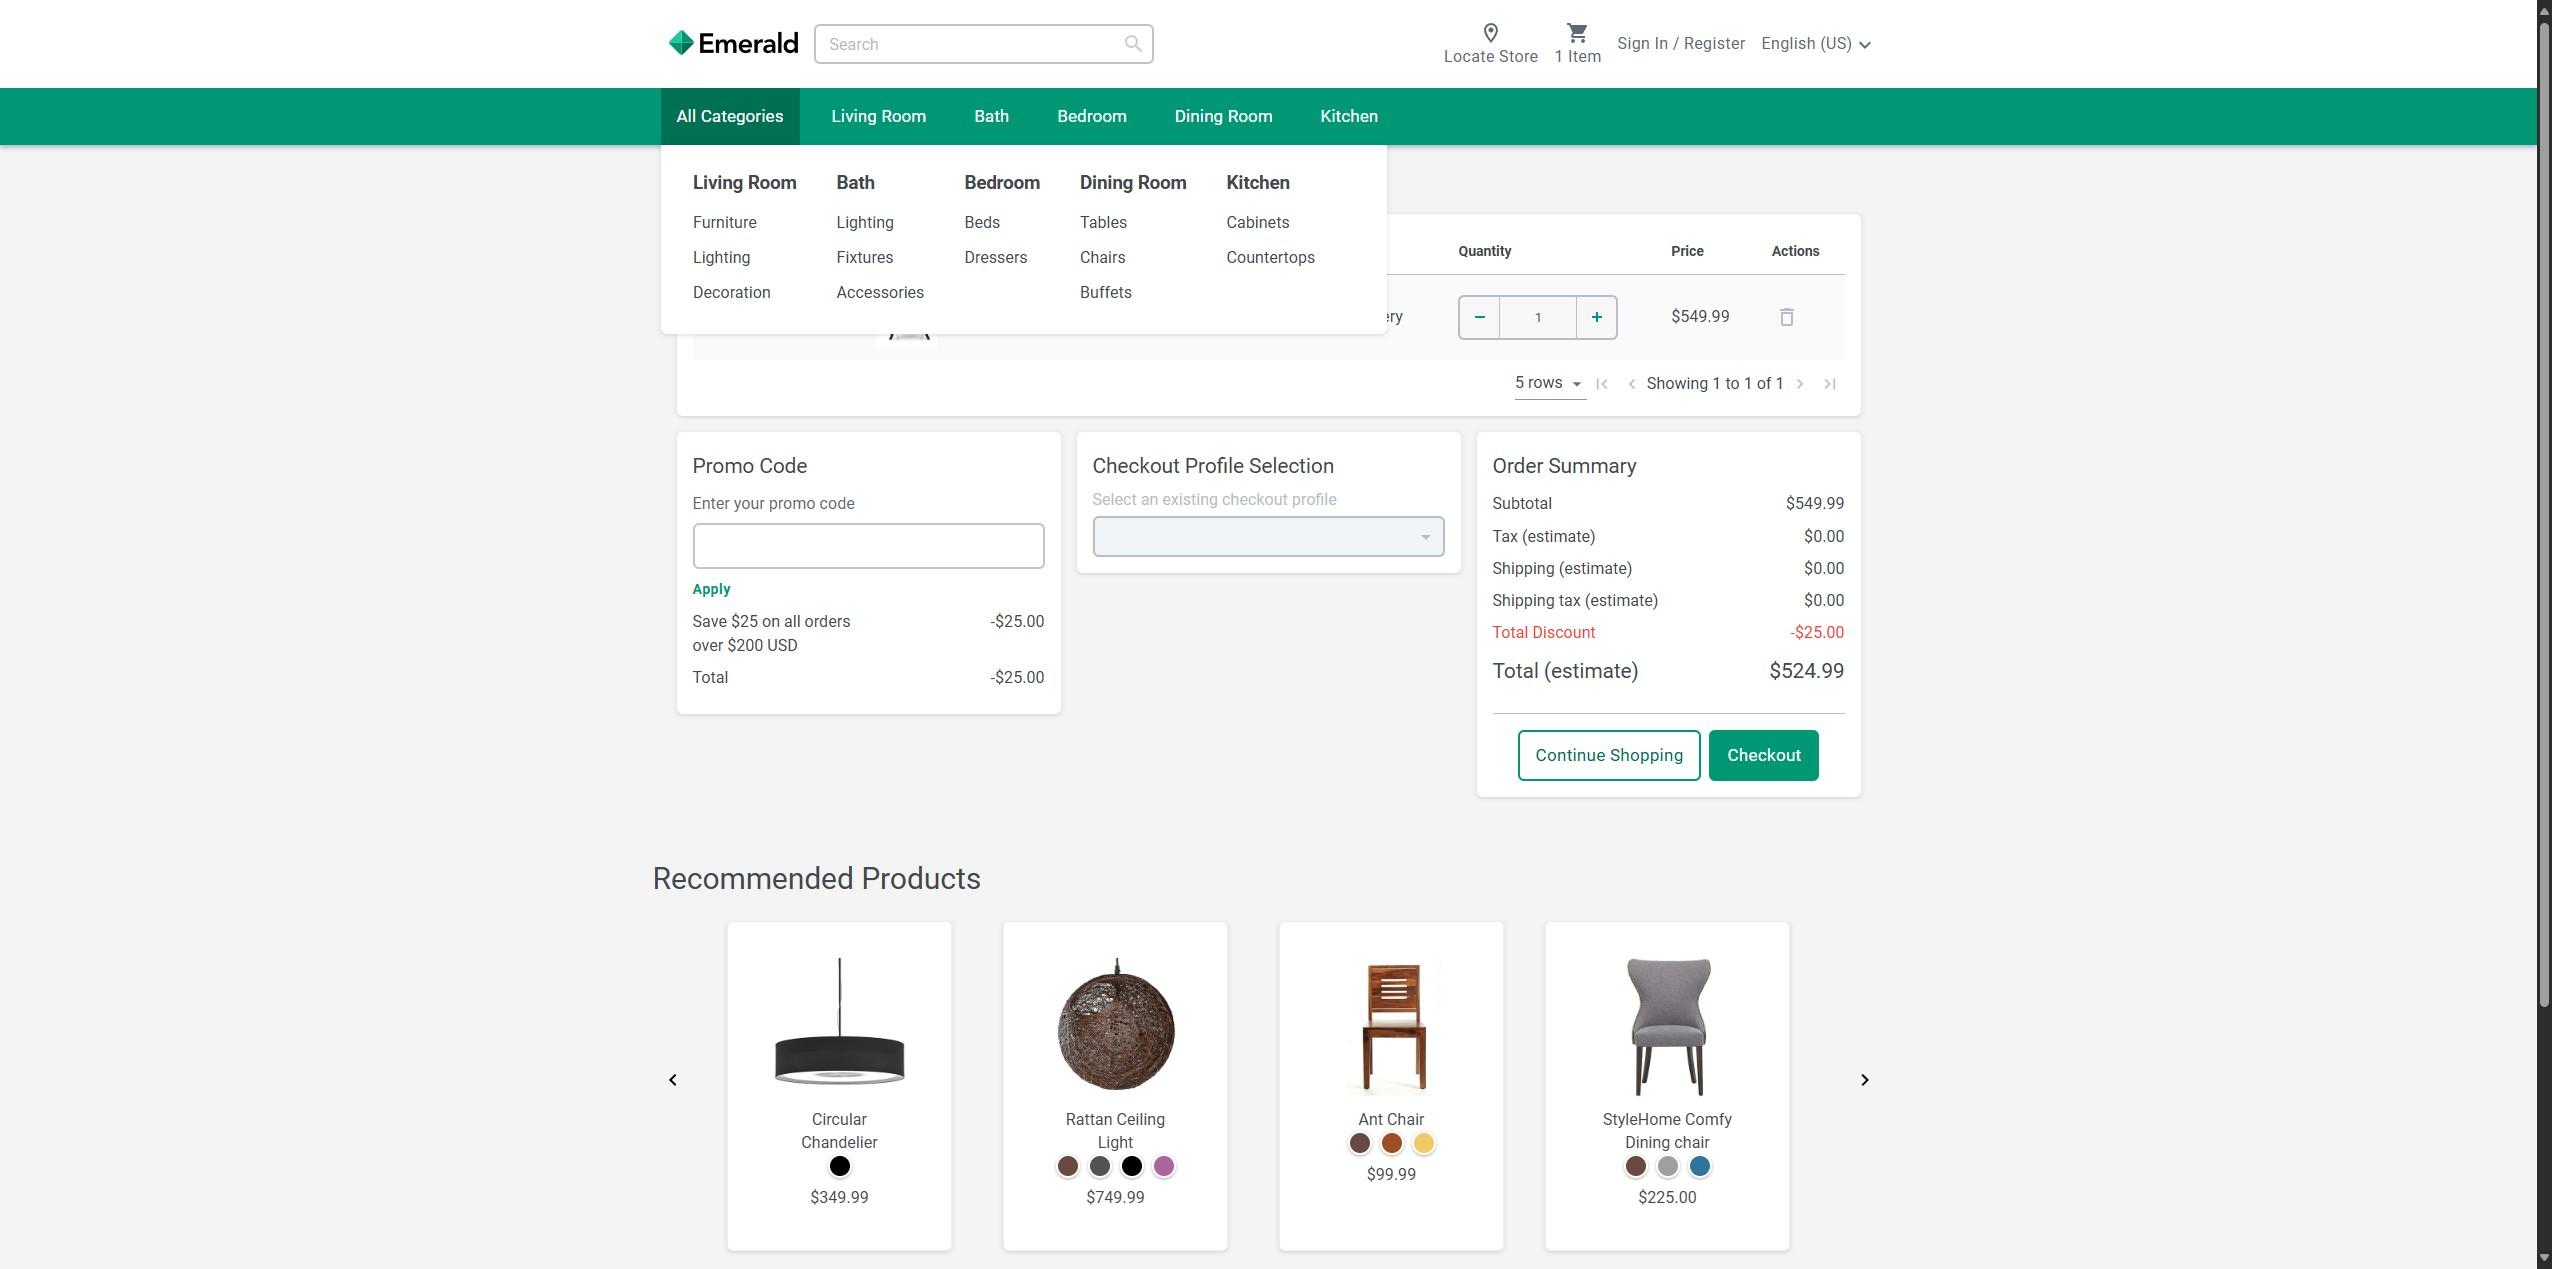 Emerald
Search
Locate Store
1 Item
Sign In / Register
English (US)
All Categories
Living Room
Bath
Bedroom
Dining Room
Kitchen
Living Room
Furniture
Lighting
Decoration
Bath
Lighting
Fixtures
Accessories
Bedroom
Beds
Dressers
Dining Room
Tables
Chairs
Buffets
Kitchen
Cabinets
Countertops
Quantity
Price
Actions
ery
1
$549.99
5 rows
Showing 1 to 1 of 1
Promo Code
Enter your promo code
Apply
Save $25 on all orders
over $200 USD
-$25.00
Total
-$25.00
Checkout Profile Selection
Select an existing checkout profile
Order Summary
Subtotal
$549.99
Tax (estimate)
$0.00
Shipping (estimate)
$0.00
Shipping tax (estimate)
$0.00
Total Discount
-$25.00
Total (estimate)
$524.99
Continue Shopping
Checkout
Recommended Products
Circular
Chandelier
$349.99
Rattan Ceiling
Light
$749.99
Ant Chair
$99.99
StyleHome Comfy
Dining chair
$225.00